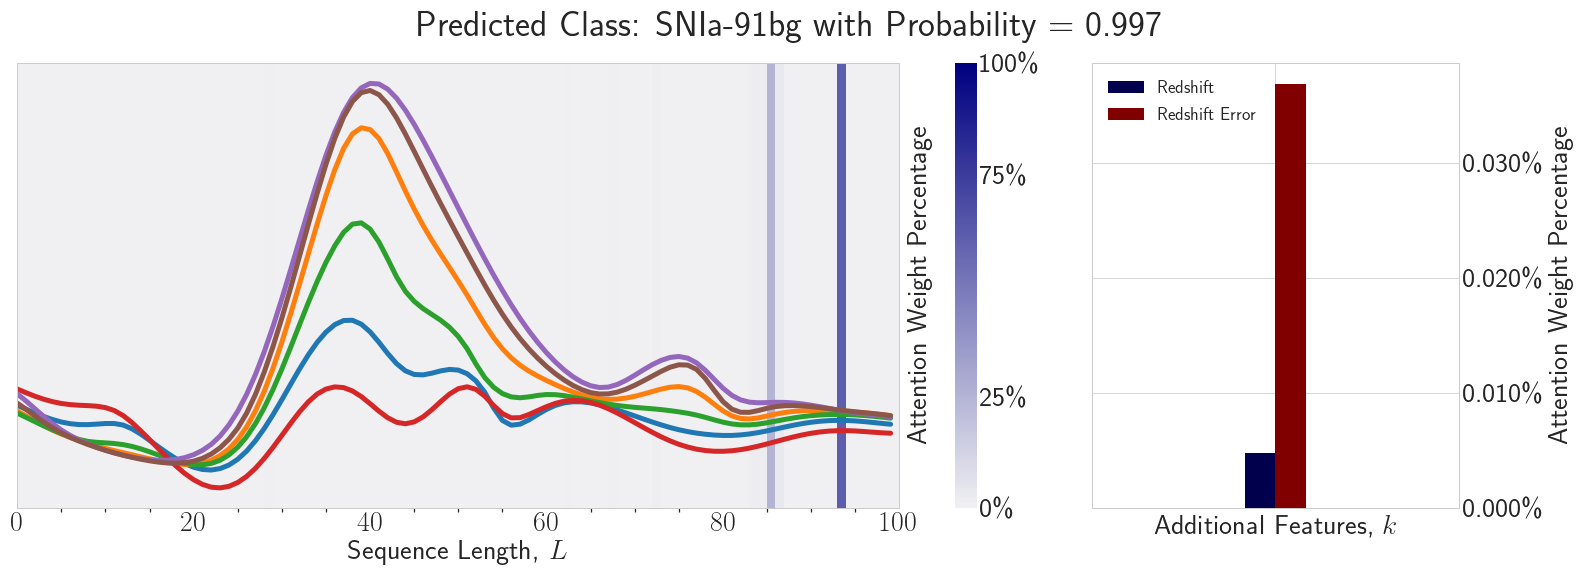 Predicted Class: SNIa-91bg with Probability = 0.997
0
20
40
60
80
100
Sequence Length, L
100%
75%
25%
0%
Attention Weight Percentage
Redshift
Redshift Error
0.030%
0.020%
0.010%
0.000%
Attention Weight Percentage
Additional Features, k